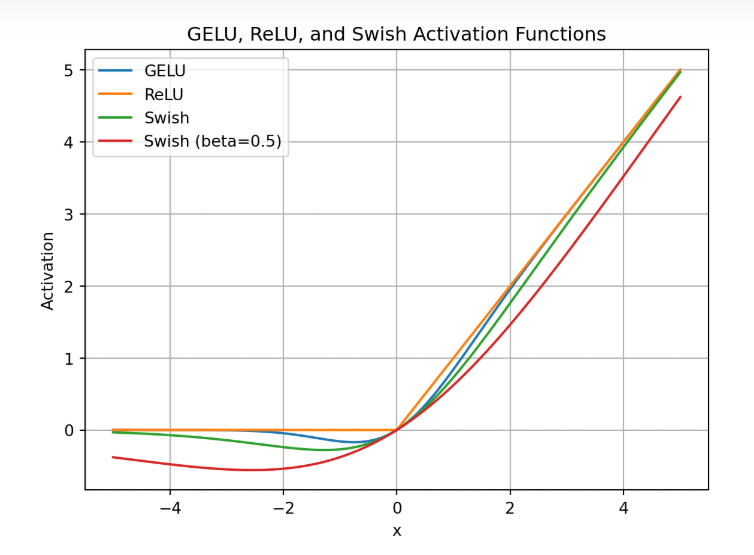 GELU, ReLU, and Swish Activation Functions
GELU
ReLU
Swish
Swish (beta=0.5)
5
4
3
2
1
0
Activation
−4
−2
0
2
4
x